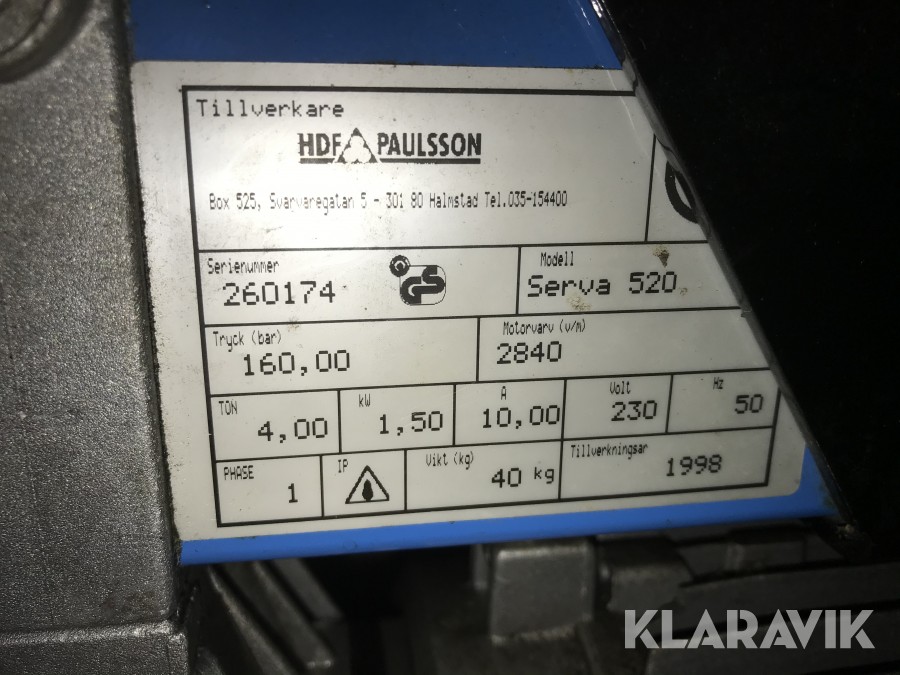 Tillverkare
HDF PAULSSON
Box 525, Svarvaregatan 5 - 301 80 Halmstad Tel.035-154400
Serienummer
260174
GS
Modell
Serva 520
Tryck (bar)
160,00
Motorvarv (v/m)
2840
TON
4,00
kW
1,50
A
10,00
Volt
230
Hz
50
PHASE
1
IP
Vikt (kg)
40 kg
Tillverkningsar
1998
KLARAVIK